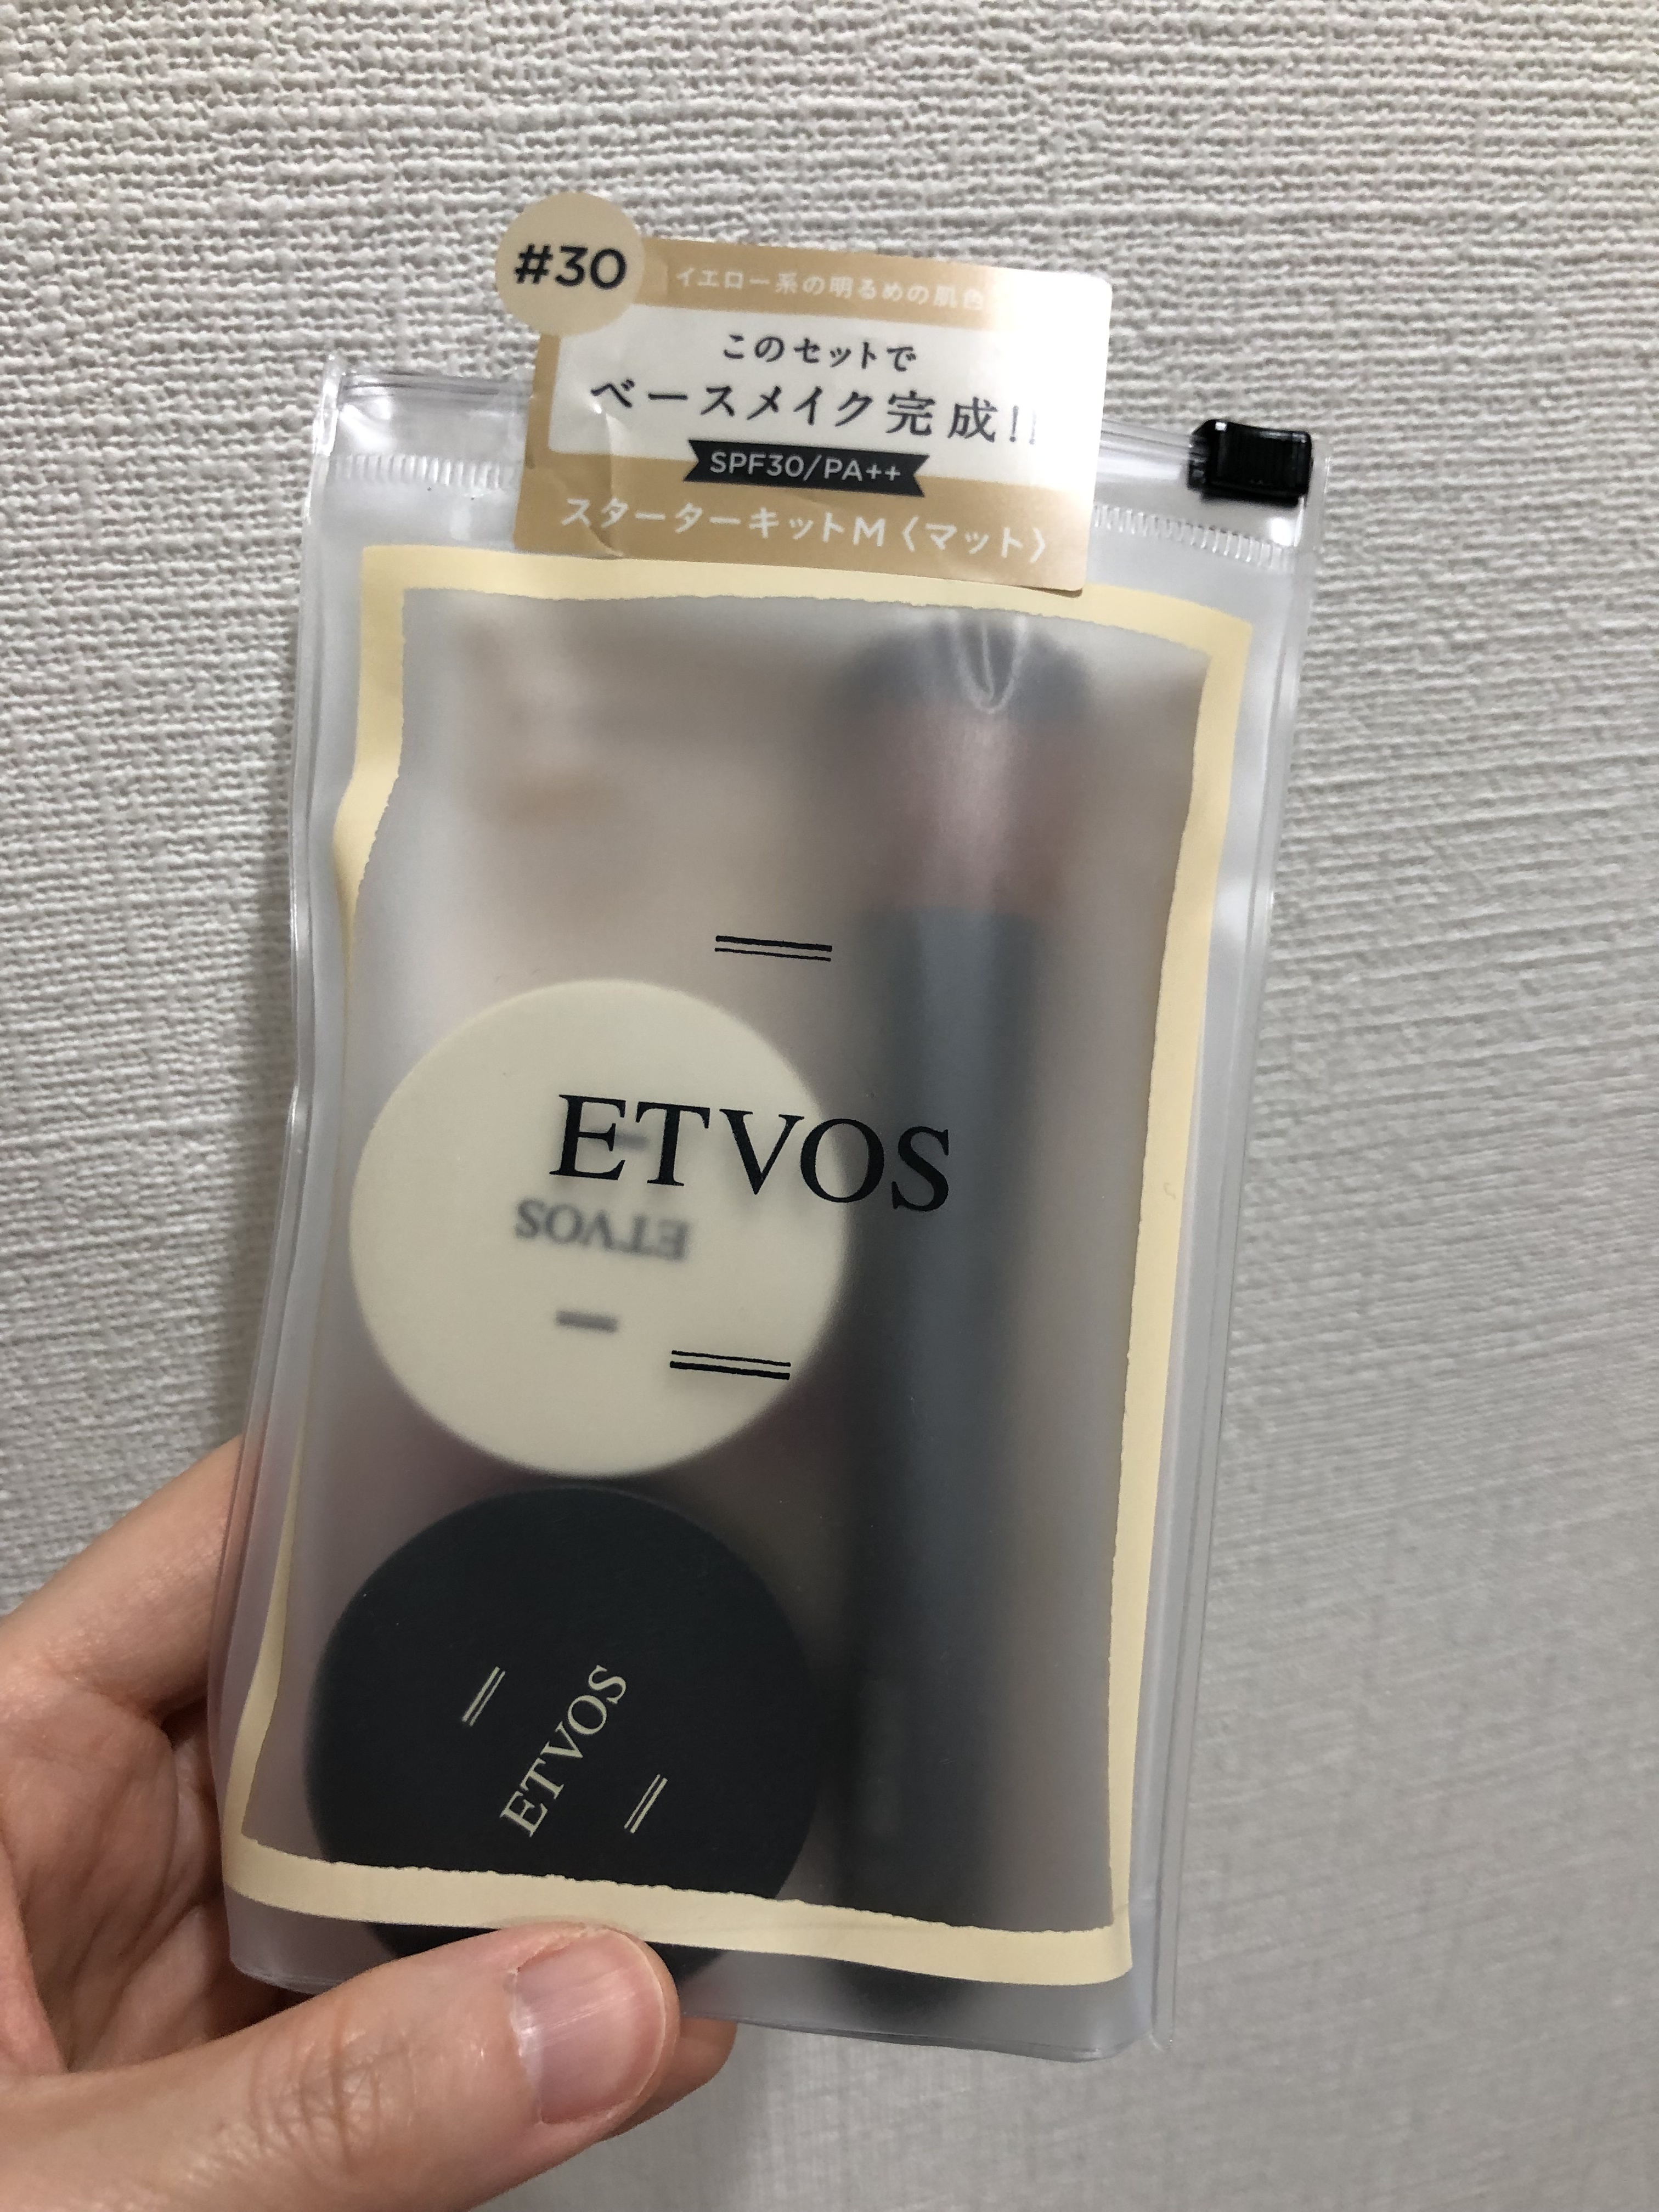 #30
イエロー系の明るめの肌色
このセットで
ベースメイク完成!!
SPF30/PA++
スターターキットM〈マット〉
ETVOS
ETVOS
ETVOS